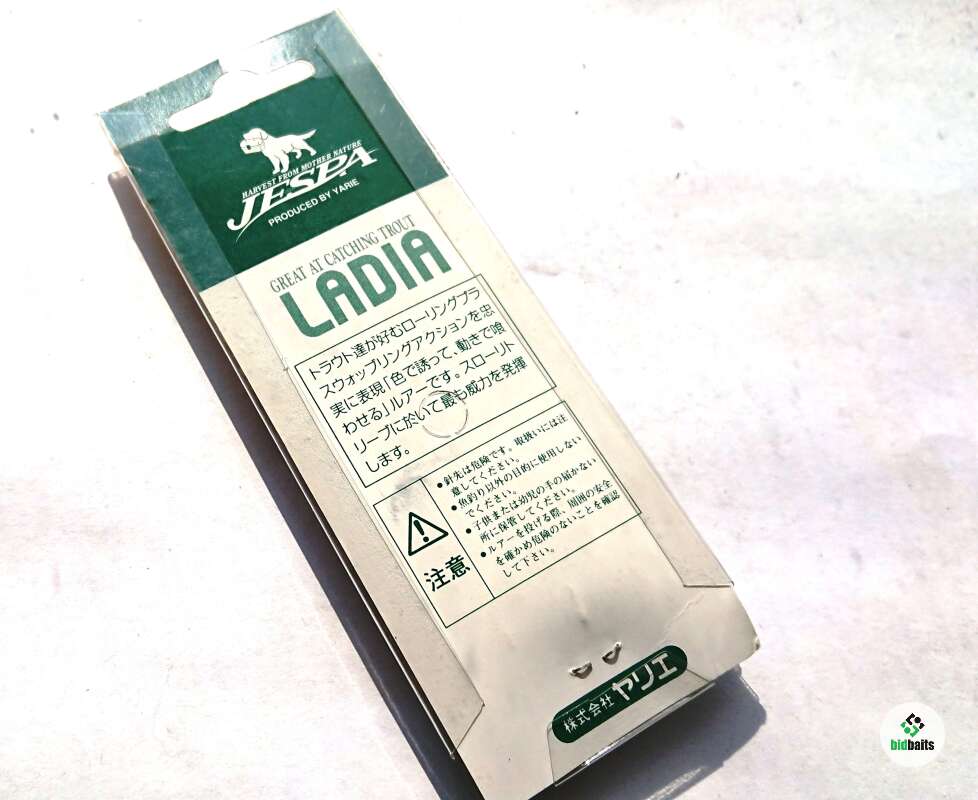 HARVEST FROM MOTHER NATURE
JESPA
PRODUCED BY YARIE
GREAT AT CATCHING TROUT
LADIA
トラウト達が好むローリングプラ
スウォップリングアクションを忠
実に表現「色で誘って、動きで喰
わせる」ルアーです。スローリト
リーブに於いて最も威力を発揮
します。
注意
●針先は危険です。取扱いには注
意してください。
●魚釣り以外の目的に使用しない
でください。
●子供または幼児の手の届かない
所に保管してください。
●ルアーを投げる際、周囲の安全
を確かめ危険のないことを確認
して下さい。
株式会社 ヤリエ
bidbaits